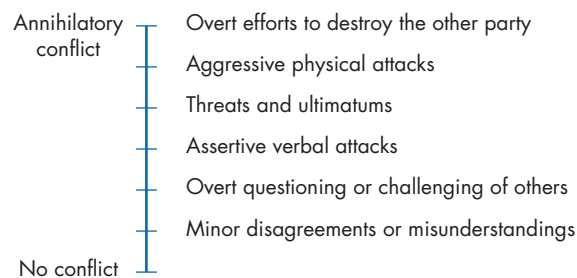 Annihilatory
conflict
Overt efforts to destroy the other party
Aggressive physical attacks
Threats and ultimatums
Assertive verbal attacks
Overt questioning or challenging of others
Minor disagreements or misunderstandings
No conflict